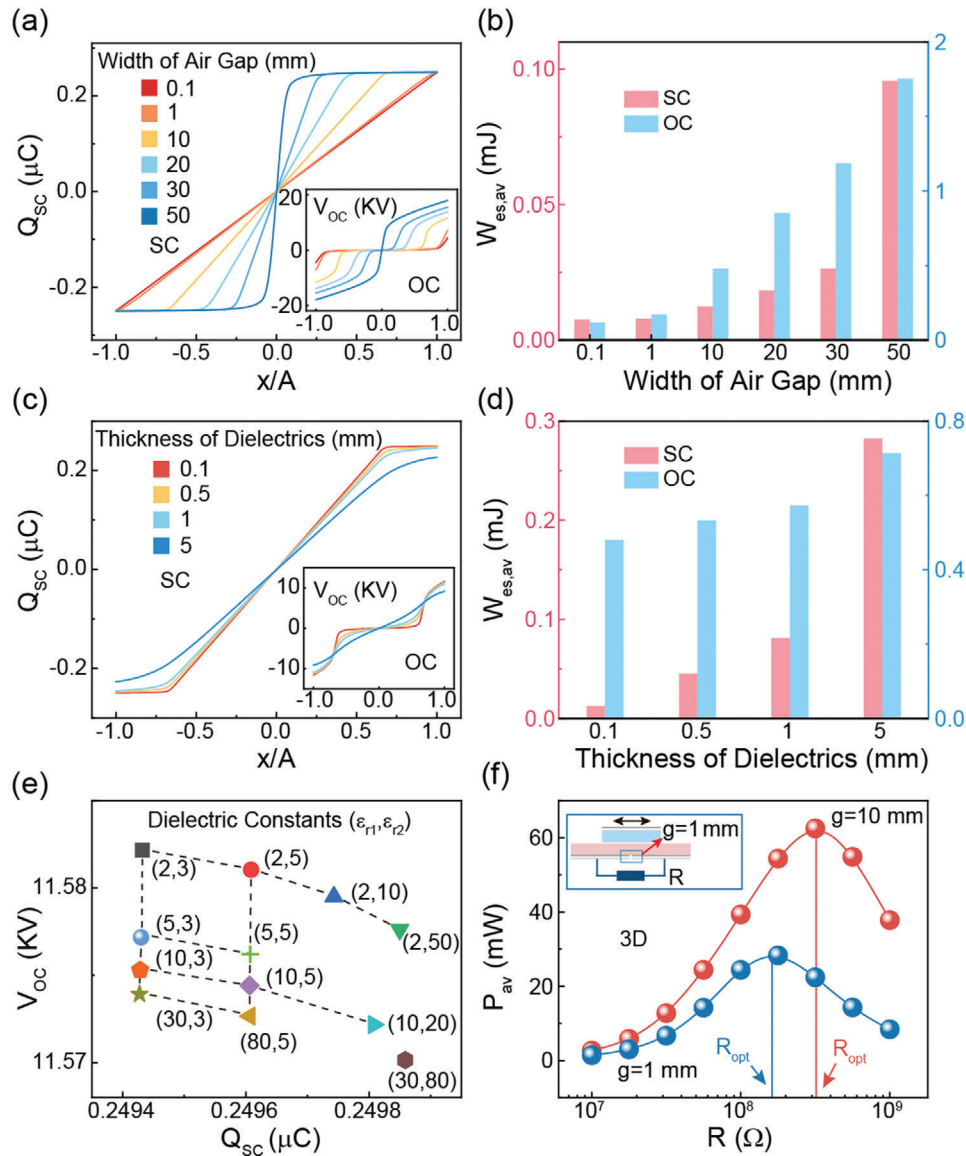 (a)
Width of Air Gap (mm)
0.1
1
10
20
30
50
SC
0.2
0.0
-0.2
Q_SC (μC)
V_OC (KV)
20
0
-20
OC
-1.0 0.0 1.0
-1.0 -0.5 0.0 0.5 1.0
x/A
(b)
SC
OC
0.10
0.05
0.00
W_es,av (mJ)
2
1
0
0.1 1 10 20 30 50
Width of Air Gap (mm)
(c)
Thickness of Dielectrics (mm)
0.1
0.5
1
5
SC
0.2
0.0
-0.2
Q_SC (μC)
V_OC (KV)
10
0
-10
OC
-1.0 0.0 1.0
-1.0 -0.5 0.0 0.5 1.0
x/A
(d)
SC
OC
0.3
0.2
0.1
0.0
W_es,av (mJ)
0.8
0.4
0.0
0.1 0.5 1 5
Thickness of Dielectrics (mm)
(e)
Dielectric Constants (ε_r1,ε_r2)
(2,3)
(2,5)
(2,10)
(2,50)
(5,3)
(5,5)
(10,3)
(10,5)
(10,20)
(30,3)
(80,5)
(30,80)
11.58
11.57
V_OC (KV)
0.2494 0.2496 0.2498
Q_SC (μC)
(f)
g=1 mm
R
g=10 mm
3D
g=1 mm
R_opt
R_opt
60
40
20
0
P_av (mW)
10⁷ 10⁸ 10⁹
R (Ω)